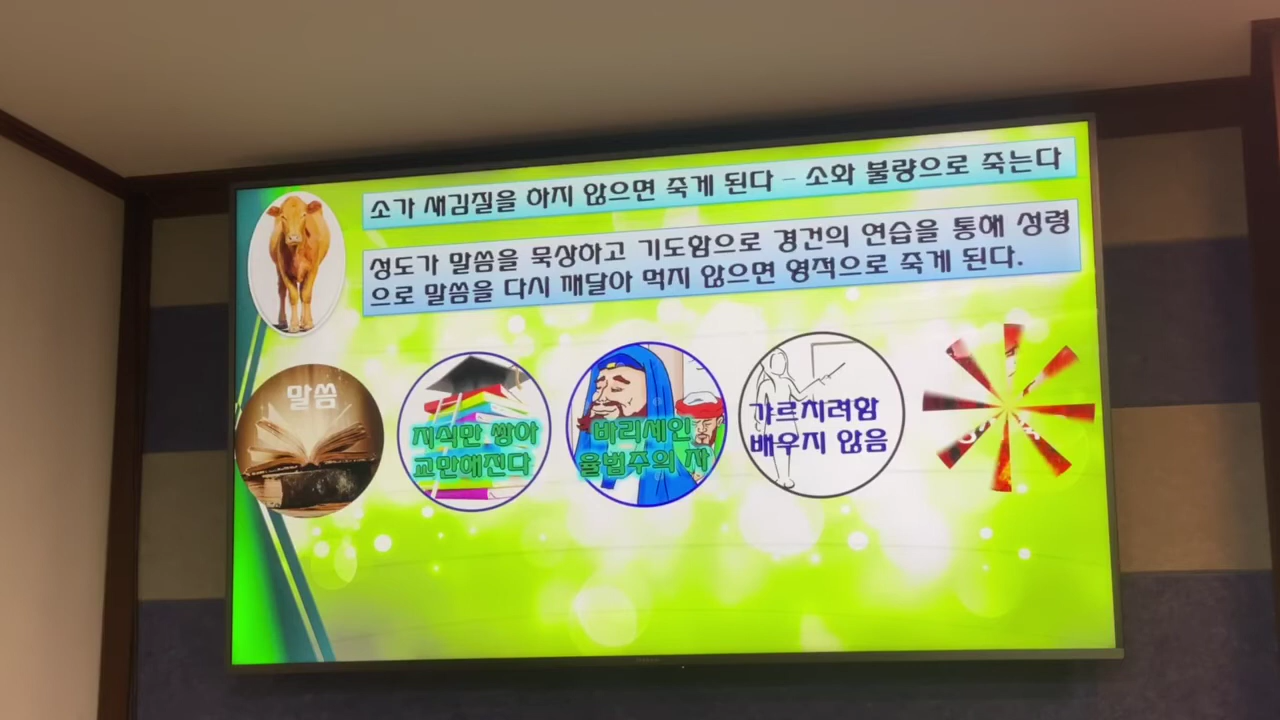 소가 새김질을 하지 않으면 죽게 된다 - 소화 불량으로 죽는다
성도가 말씀을 묵상하고 기도함으로 경건의 연습을 통해 성령
으로 말씀을 다시 깨달아 먹지 않으면 영적으로 죽게 된다.
말씀
지식만 쌓아
교만해진다
바리세인
율법주의 자
가르치려함
배우지 않음